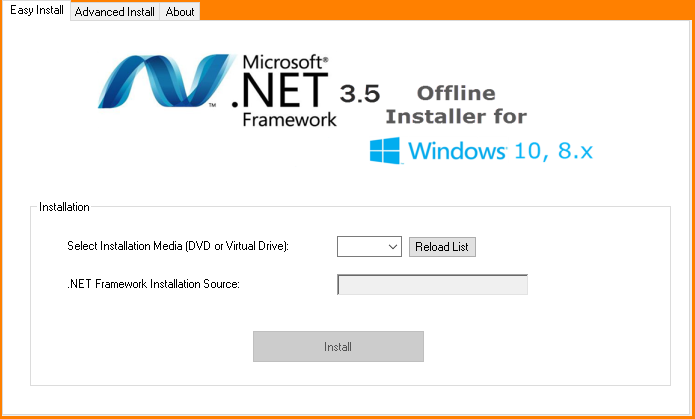 Easy Install Advanced Install About
Microsoft®
.NET 3.5 Offline
Framework Installer for
Windows 10, 8.x
Installation
Select Installation Media (DVD or Virtual Drive): Reload List
.NET Framework Installation Source:
Install